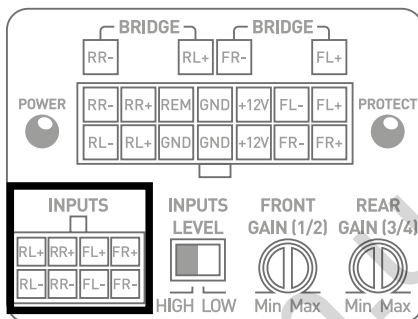 BRIDGE BRIDGE
RR- RL+ FR- FL+
POWER PROTECT
RR- RR+ REM GND +12V FL- FL+
RL- RL+ GND GND +12V FR- FR+
INPUTS
RL+ RR+ FL+ FR+
RL- RR- FL- FR-
INPUTS LEVEL
HIGH LOW
FRONT GAIN (1/2)
Min Max
REAR GAIN (3/4)
Min Max